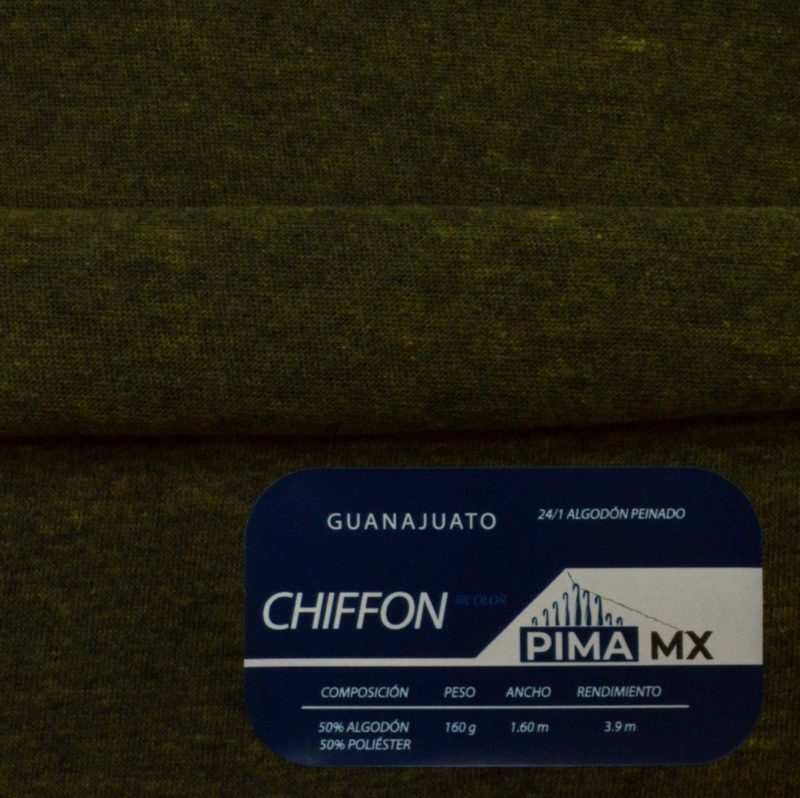 GUANAJUATO 24/1 ALGODÓN PEINADO
CHIFFON BICOLOR
PIMA MX
COMPOSICIÓN PESO ANCHO RENDIMIENTO
50% ALGODÓN 160 g 1.60 m 3.9 m
50% POLIÉSTER